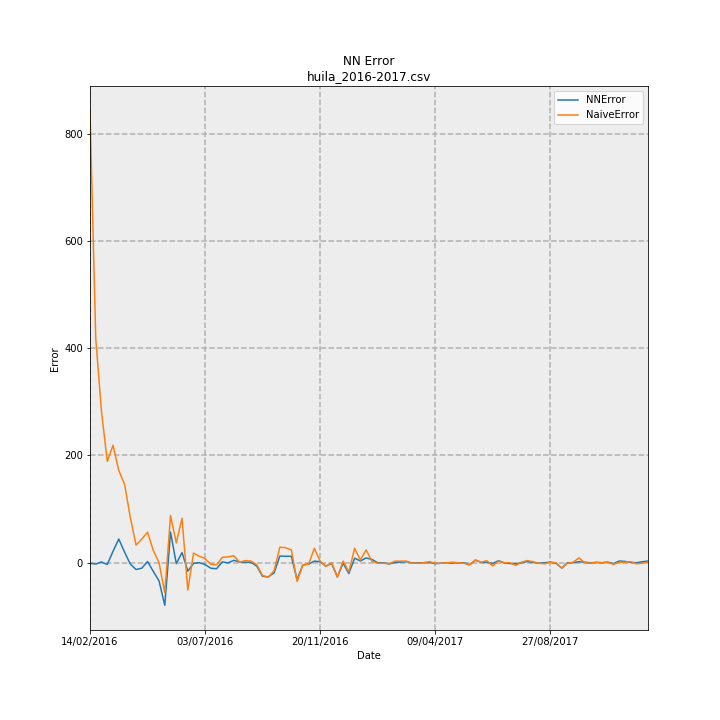 NN Error
huila_2016-2017.csv
NNError
NaiveError
800
600
400
200
0
Error
14/02/2016 03/07/2016 20/11/2016 09/04/2017 27/08/2017
Date